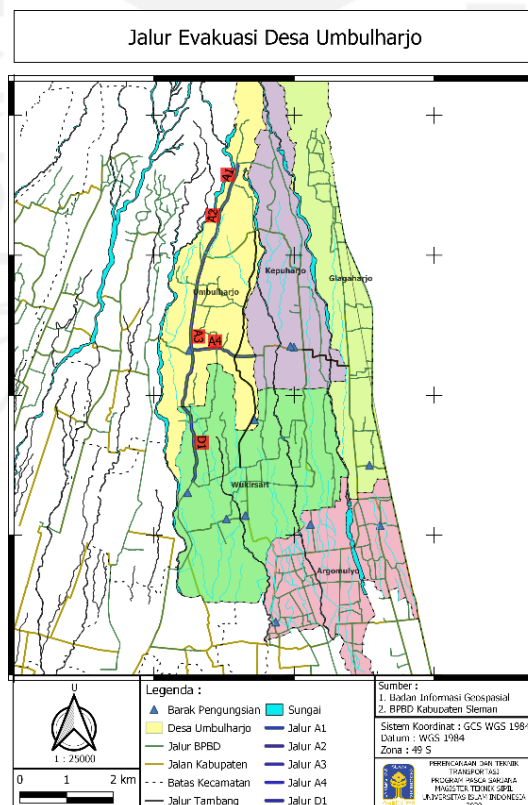 Jalur Evakuasi Desa Umbulharjo
A1
A2
Kepuharjo
Glagaharjo
Umbulharjo
A3
A4
D1
Wukirsari
Argomulyo
U
1 : 25000
0 1 2 km
Legenda :
Barak Pengungsian
Desa Umbulharjo
Jalur BPBD
Jalan Kabupaten
Batas Kecamatan
Jalur Tambang
Sungai
Jalur A1
Jalur A2
Jalur A3
Jalur A4
Jalur D1
Sumber :
1. Badan Informasi Geospasial
2. BPBD Kabupaten Sleman
Sistem Koordinat : GCS WGS 1984
Datum : WGS 1984
Zona : 49 S
PERENCANAAN DAN TEKNIK
TRANSPORTASI
PROGRAM PASCA SARJANA
MAGISTER TEKNIK SIPIL
UNIVERSITAS ISLAM INDONESIA